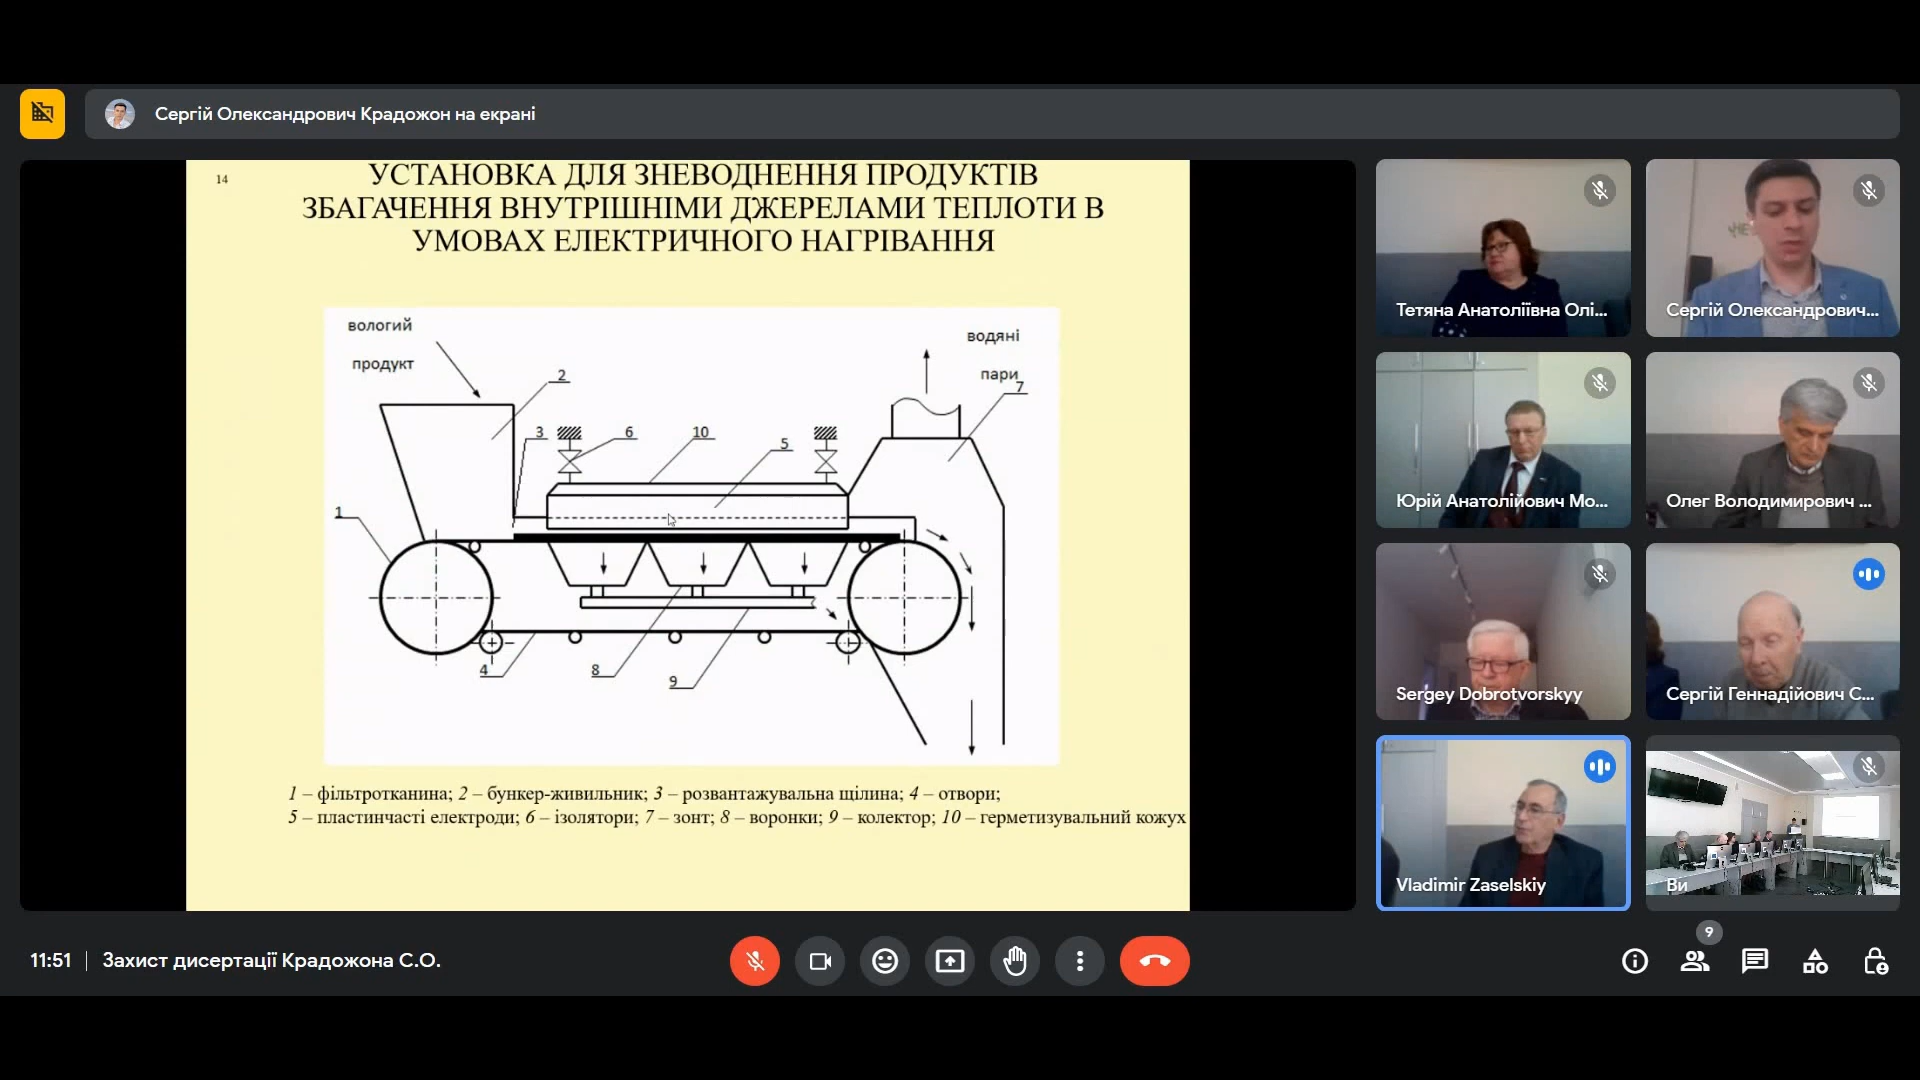 Сергій Олександрович Крадожон на екрані
14
УСТАНОВКА ДЛЯ ЗНЕВОДНЕННЯ ПРОДУКТІВ
ЗБАГАЧЕННЯ ВНУТРІШНІМИ ДЖЕРЕЛАМИ ТЕПЛОТИ В
УМОВАХ ЕЛЕКТРИЧНОГО НАГРІВАННЯ
вологий
продукт
водяні
пари
7
2
3
6
10
5
1
4
8
9
1 – фільтротканина; 2 – бункер-живильник; 3 – розвантажувальна щілина; 4 – отвори;
5 – пластинчасті електроди; 6 – ізолятори; 7 – зонт; 8 – воронки; 9 – колектор; 10 – герметизувальний кожух
Тетяна Анатоліївна Олі...
Сергій Олександрович...
Юрій Анатолійович Мо...
Олег Володимирович ...
Sergey Dobrotvorskyy
Сергій Геннадійович С...
Vladimir Zaselskiy
Ви
11:51
Захист дисертації Крадожона С.О.
9